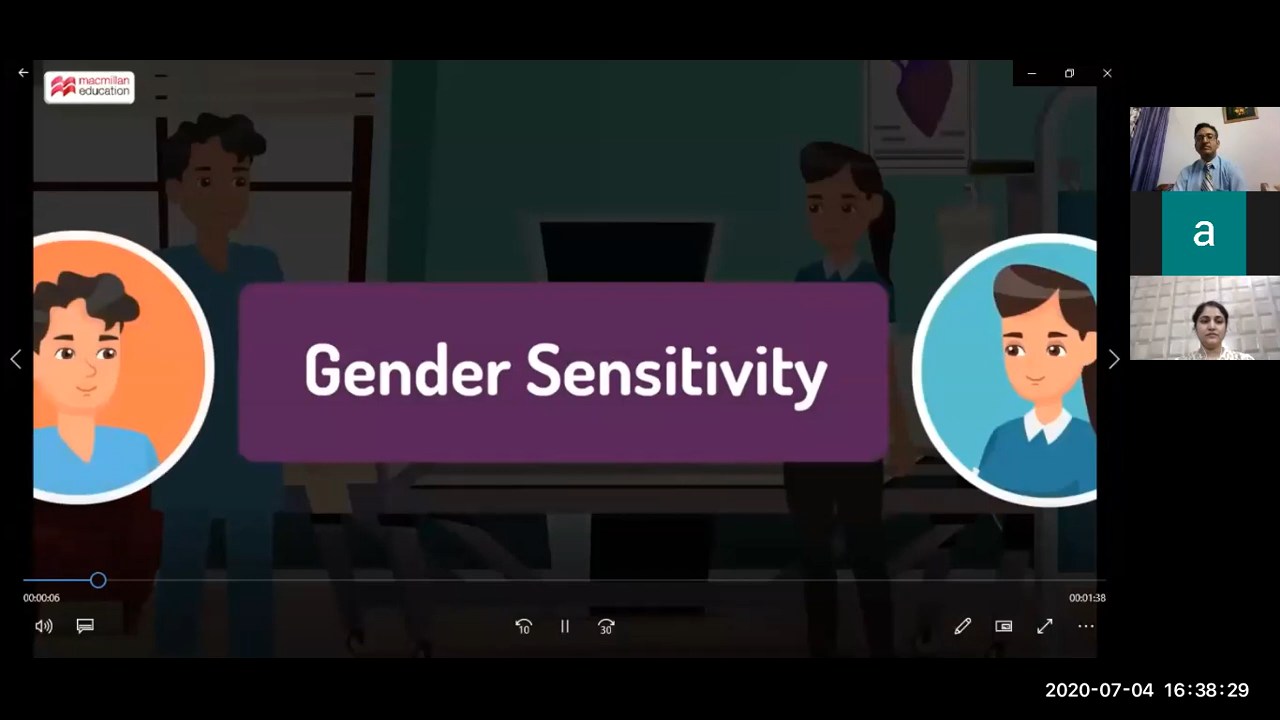 macmillan
education
Gender Sensitivity
a
00:00:06
00:01:38
10
30
2020-07-04 16:38:29